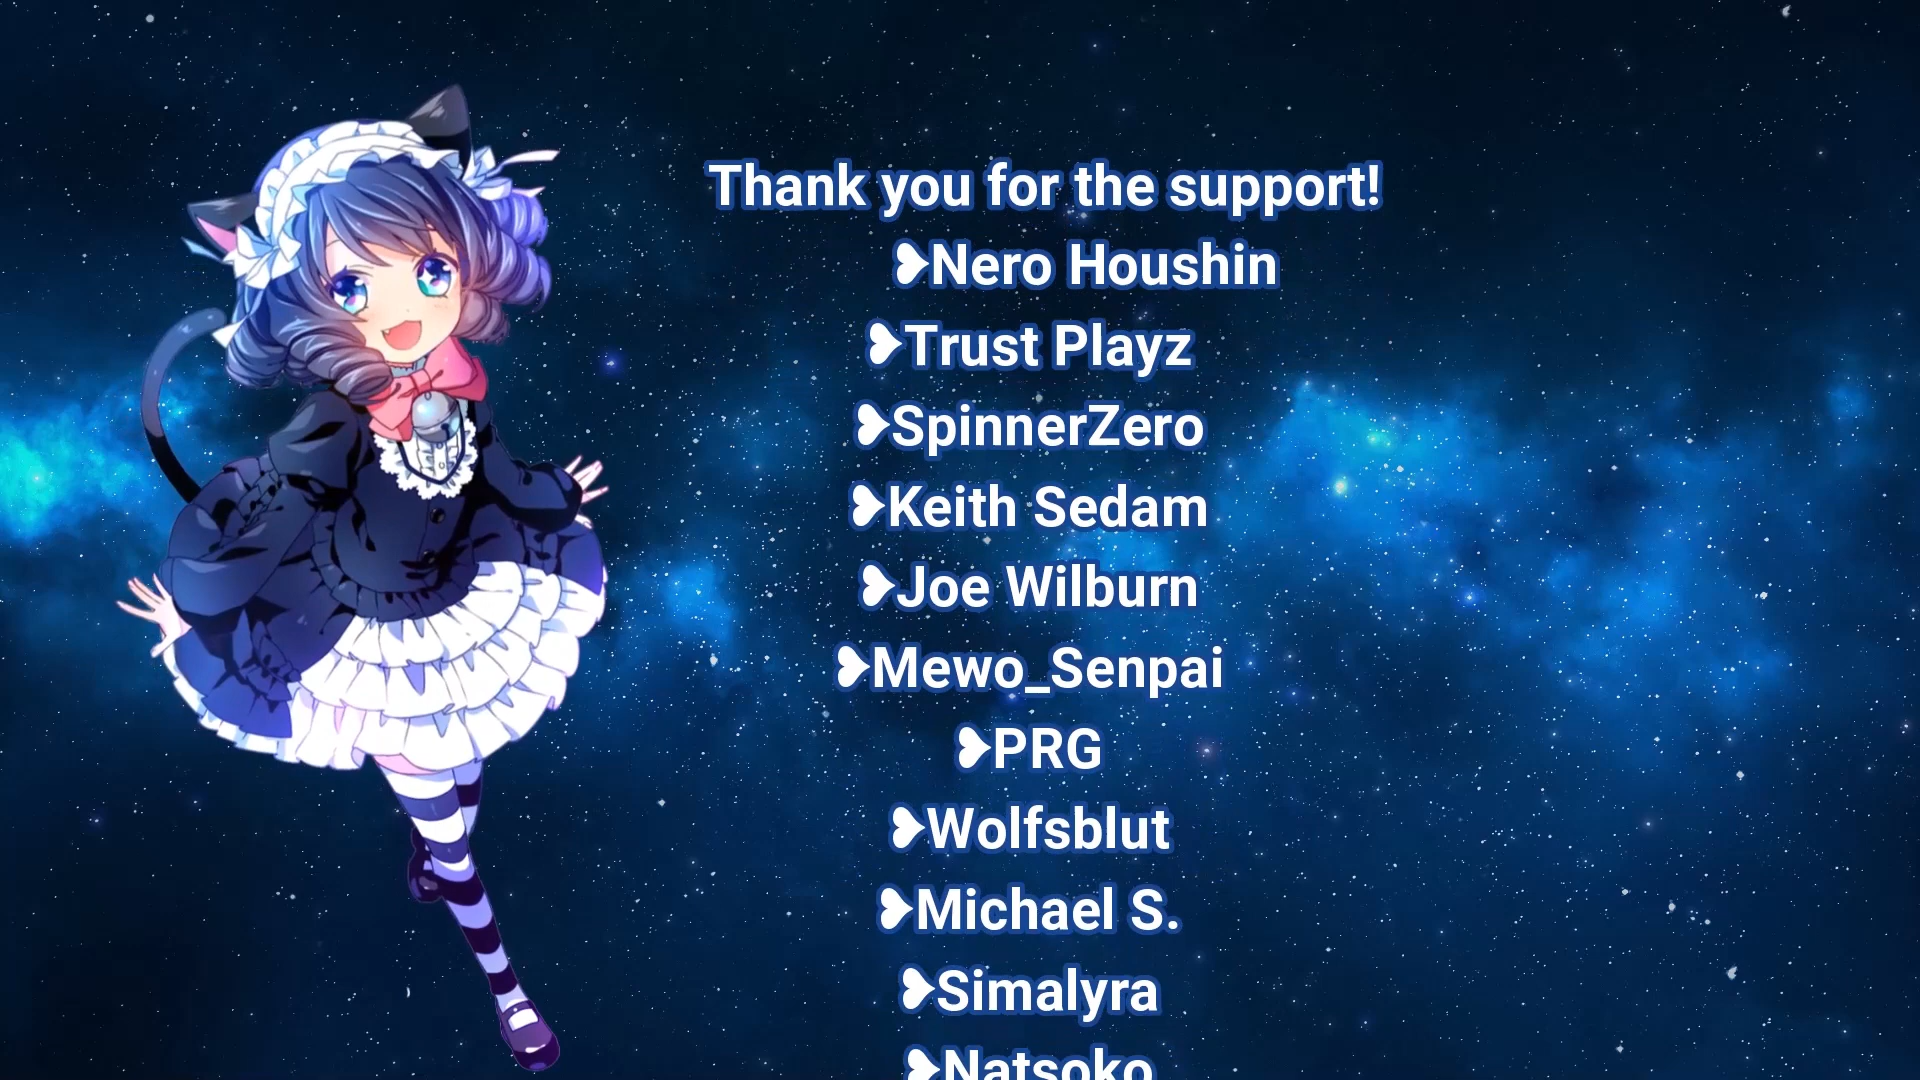 Thank you for the support!
❥Nero Houshin
❥Trust Playz
❥SpinnerZero
❥Keith Sedam
❥Joe Wilburn
❥Mewo_Senpai
❥PRG
❥Wolfsblut
❥Michael S.
❥Simalyra
❥Natsoko